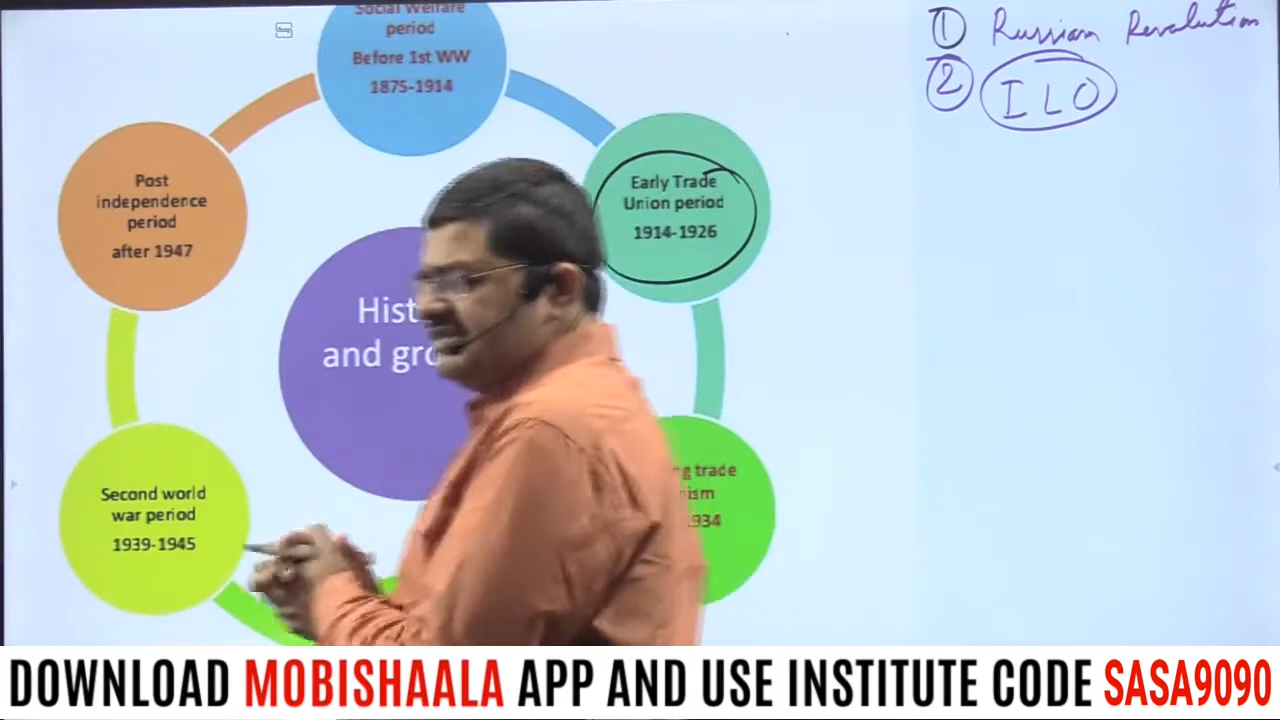 Social Welfare
period
Before 1st WW
1875-1914
Early Trade
Union period
1914-1926
g trade
ism
934
Second world
war period
1939-1945
Post
independence
period
after 1947
Hist
and gro
① Russian Revolution
② ILO
DOWNLOAD MOBISHAALA APP AND USE INSTITUTE CODE SASA9090